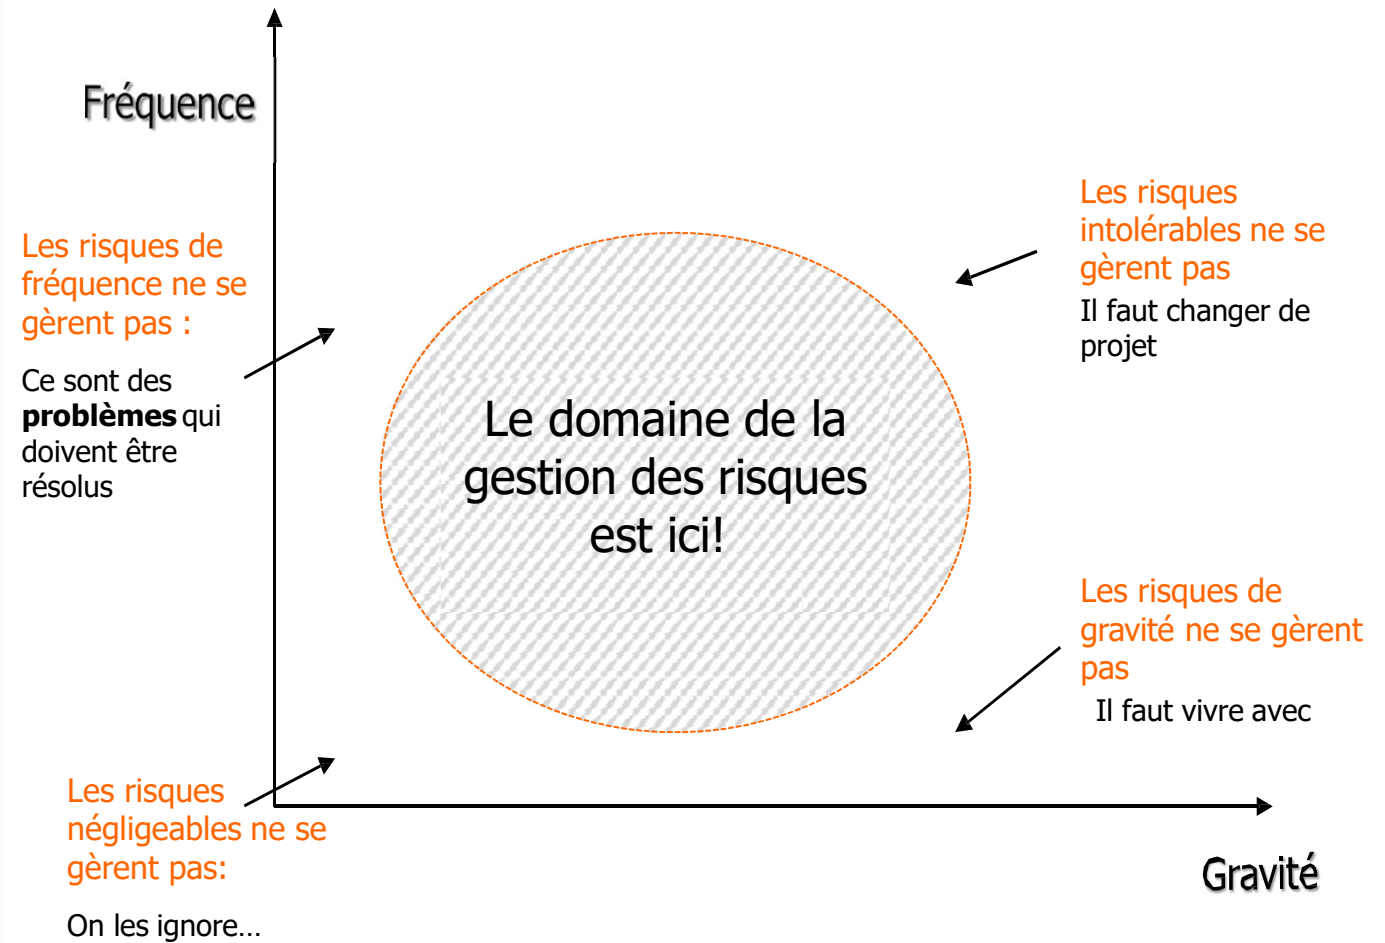 Fréquence
Les risques de
fréquence ne se
gèrent pas :
Ce sont des
problèmes qui
doivent être
résolus
Les risques
intolérables ne se
gèrent pas
Il faut changer de
projet
Le domaine de la
gestion des risques
est ici!
Les risques de
gravité ne se gèrent
pas
Il faut vivre avec
Les risques
négligeables ne se
gèrent pas:
On les ignore...
Gravité